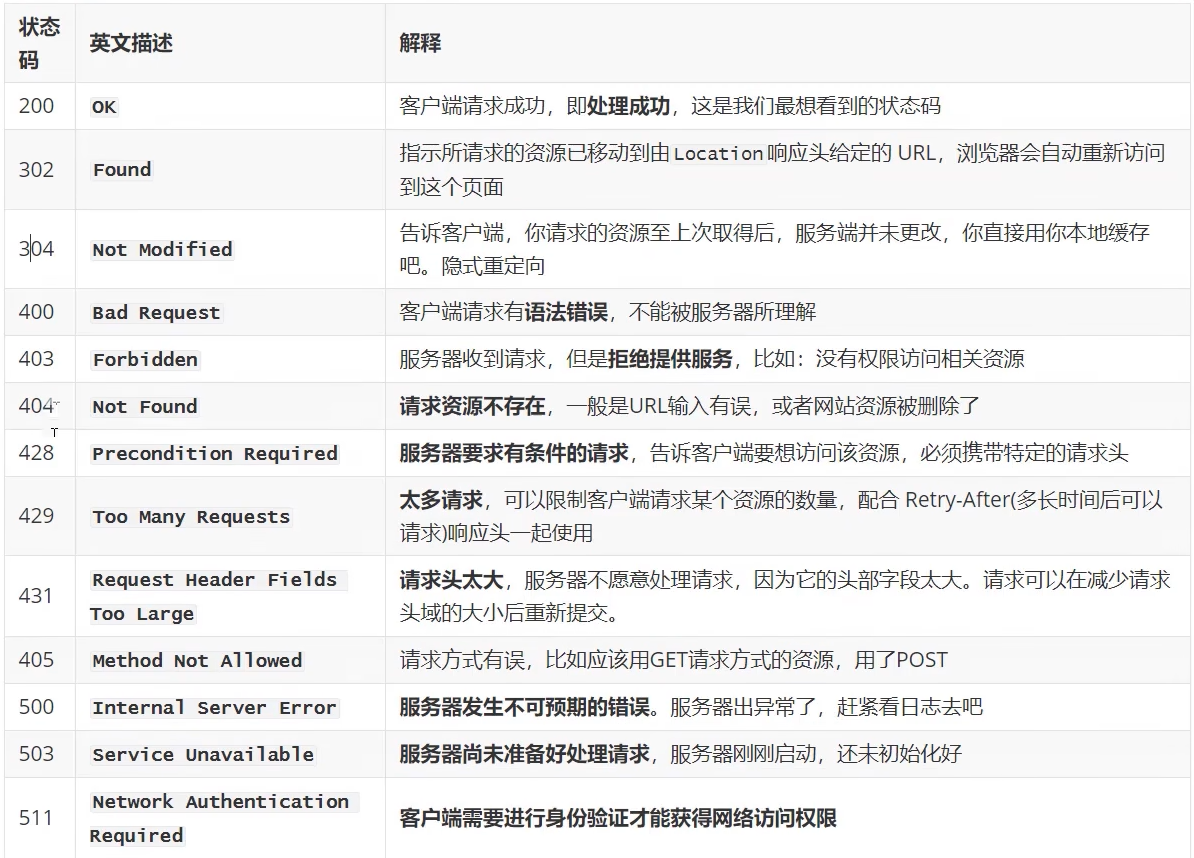 状态
码
英文描述
解释
200
OK
客户端请求成功，即处理成功，这是我们最想看到的状态码
302
Found
指示所请求的资源已移动到由Location响应头给定的 URL，浏览器会自动重新访问
到这个页面
304
Not Modified
告诉客户端，你请求的资源至上次取得后，服务端并未更改，你直接用你本地缓存
吧。隐式重定向
400
Bad Request
客户端请求有语法错误，不能被服务器所理解
403
Forbidden
服务器收到请求，但是拒绝提供服务，比如：没有权限访问相关资源
404
Not Found
请求资源不存在，一般是URL输入有误，或者网站资源被删除了
428
Precondition Required
服务器要求有条件的请求，告诉客户端要想访问该资源，必须携带特定的请求头
429
Too Many Requests
太多请求，可以限制客户端请求某个资源的数量，配合 Retry-After(多长时间后可以
请求)响应头一起使用
431
Request Header Fields
Too Large
请求头太大，服务器不愿意处理请求，因为它的头部字段太大。请求可以在减少请求
头域的大小后重新提交。
405
Method Not Allowed
请求方式有误，比如应该用GET请求方式的资源，用了POST
500
Internal Server Error
服务器发生不可预期的错误。服务器出异常了，赶紧看日志去吧
503
Service Unavailable
服务器尚未准备好处理请求，服务器刚刚启动，还未初始化好
511
Network Authentication
Required
客户端需要进行身份验证才能获得网络访问权限